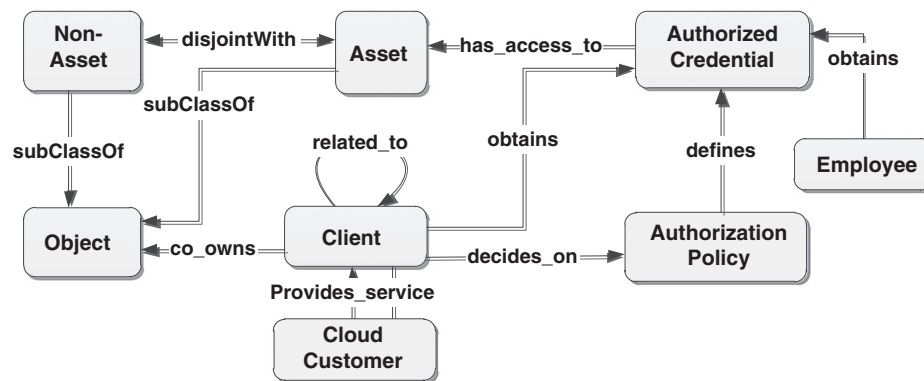 Non-
Asset
disjointWith
Asset
has_access_to
Authorized
Credential
obtains
subClassOf
subClassOf
related_to
obtains
defines
Employee
Object
co_owns
Client
decides_on
Authorization
Policy
Provides_service
Cloud
Customer